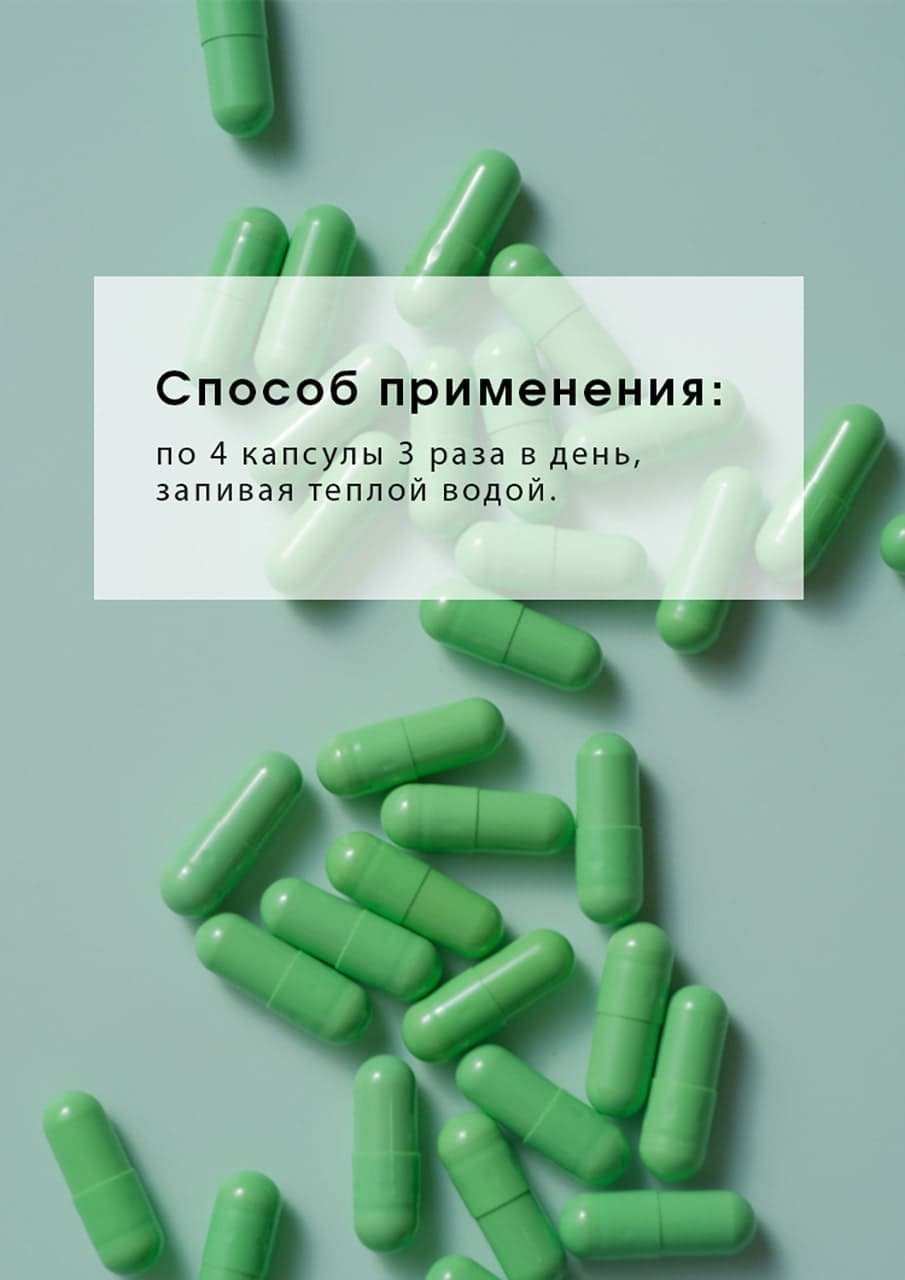 Способ применения:
по 4 капсулы 3 раза в день,
запивая теплой водой.